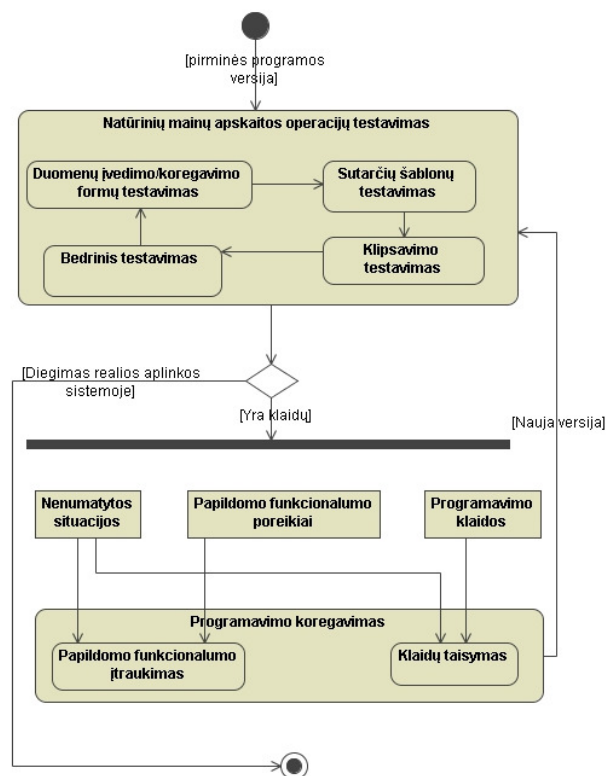 [pirminės programos
versija]
Natūrinių mainų apskaitos operacijų testavimas
Duomenų įvedimo/koregavimo
formų testavimas
Sutarčių šablonų
testavimas
Bedrinis testavimas
Klipsavimo
testavimas
[Diegimas realios aplinkos
sistemoje]
[Yra klaidų]
[Nauja versija]
Nenumatytos
situacijos
Papildomo funkcionalumo
poreikiai
Programavimo
klaidos
Programavimo koregavimas
Papildomo funkcionalumo
įtraukimas
Klaidų taisymas